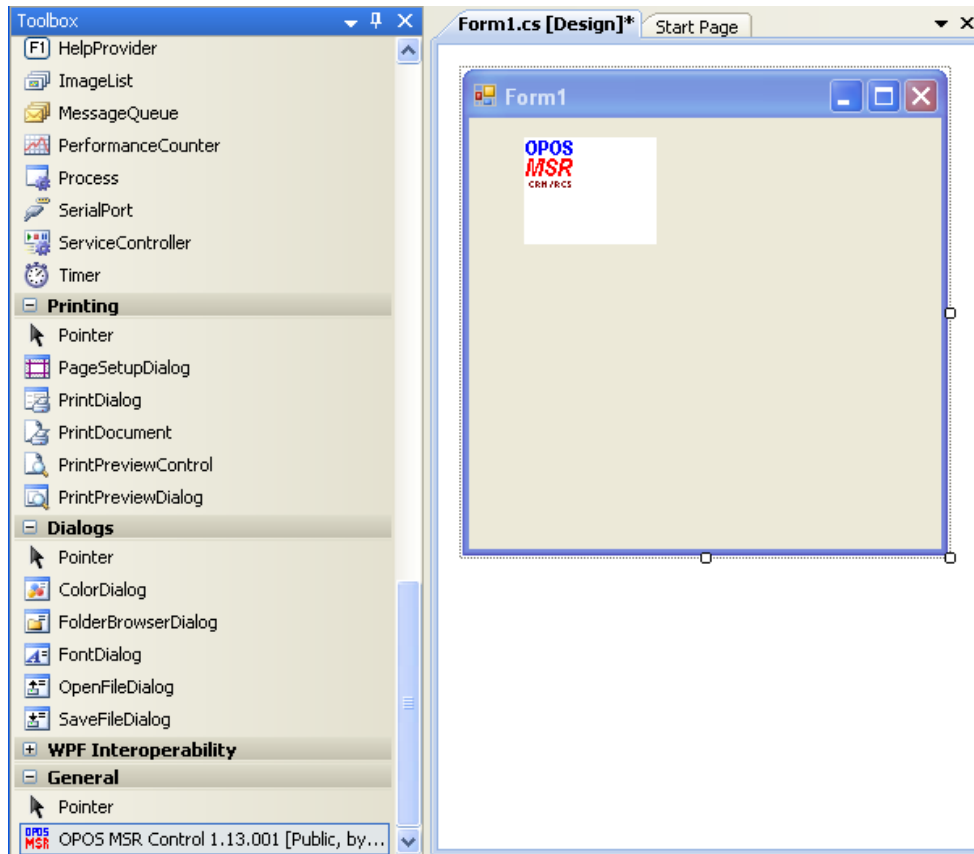 Toolbox
HelpProvider
ImageList
MessageQueue
PerformanceCounter
Process
SerialPort
ServiceController
Timer
Printing
Pointer
PageSetupDialog
PrintDialog
PrintDocument
PrintPreviewControl
PrintPreviewDialog
Dialogs
Pointer
ColorDialog
FolderBrowserDialog
FontDialog
OpenFileDialog
SaveFileDialog
WPF Interoperability
General
Pointer
OPOS MSR OPOS MSR Control 1.13.001 [Public, by...
Form1.cs [Design]* Start Page
Form1
OPOS
MSR
CRM/RCS